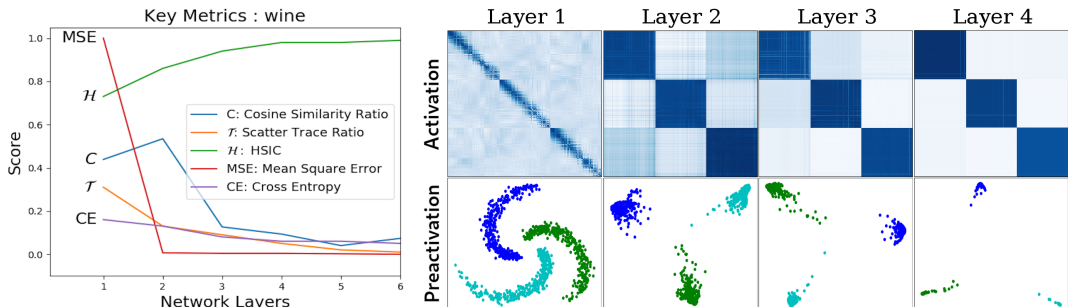 Key Metrics : wine
Score
1.0
0.8
0.6
0.4
0.2
0.0
MSE
ℋ
C
𝒯
CE
C: Cosine Similarity Ratio
𝒯: Scatter Trace Ratio
ℋ: HSIC
MSE: Mean Square Error
CE: Cross Entropy
1 2 3 4 5 6
Network Layers
Layer 1 Layer 2 Layer 3 Layer 4
Activation
Preactivation